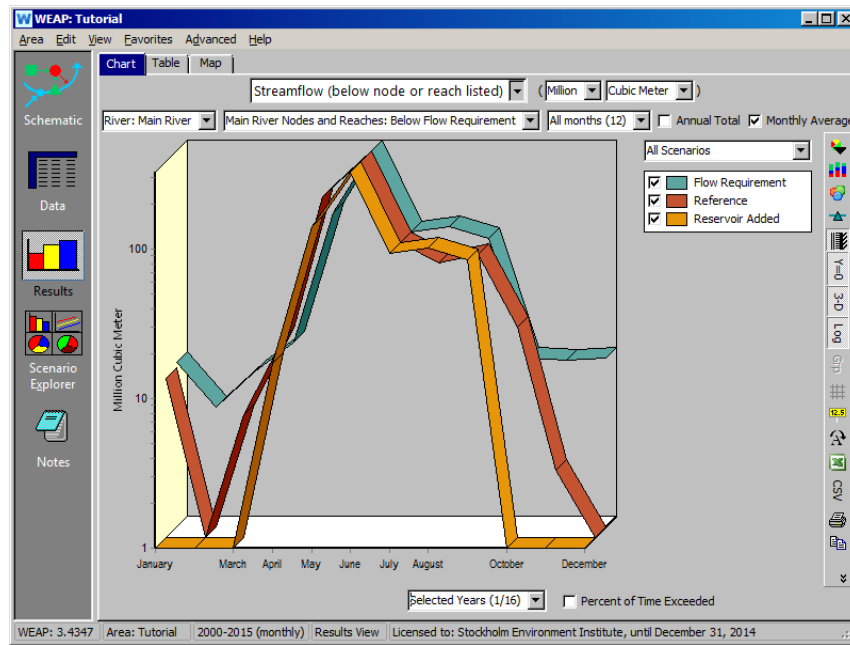 WEAP: Tutorial
Area Edit View Favorites Advanced Help
Chart Table Map
Streamflow (below node or reach listed) ( Million Cubic Meter )
River: Main River Main River Nodes and Reaches: Below Flow Requirement All months (12) Annual Total Monthly Average
All Scenarios
Flow Requirement
Reference
Reservoir Added
Schematic
Data
Results
Scenario
Explorer
Notes
Million Cubic Meter
100
10
1
January March April May June July August October December
Y=0
3-D
Log
Grp
12.5
CSV
Selected Years (1/16) Percent of Time Exceeded
WEAP: 3.4347 Area: Tutorial 2000-2015 (monthly) Results View Licensed to: Stockholm Environment Institute, until December 31, 2014